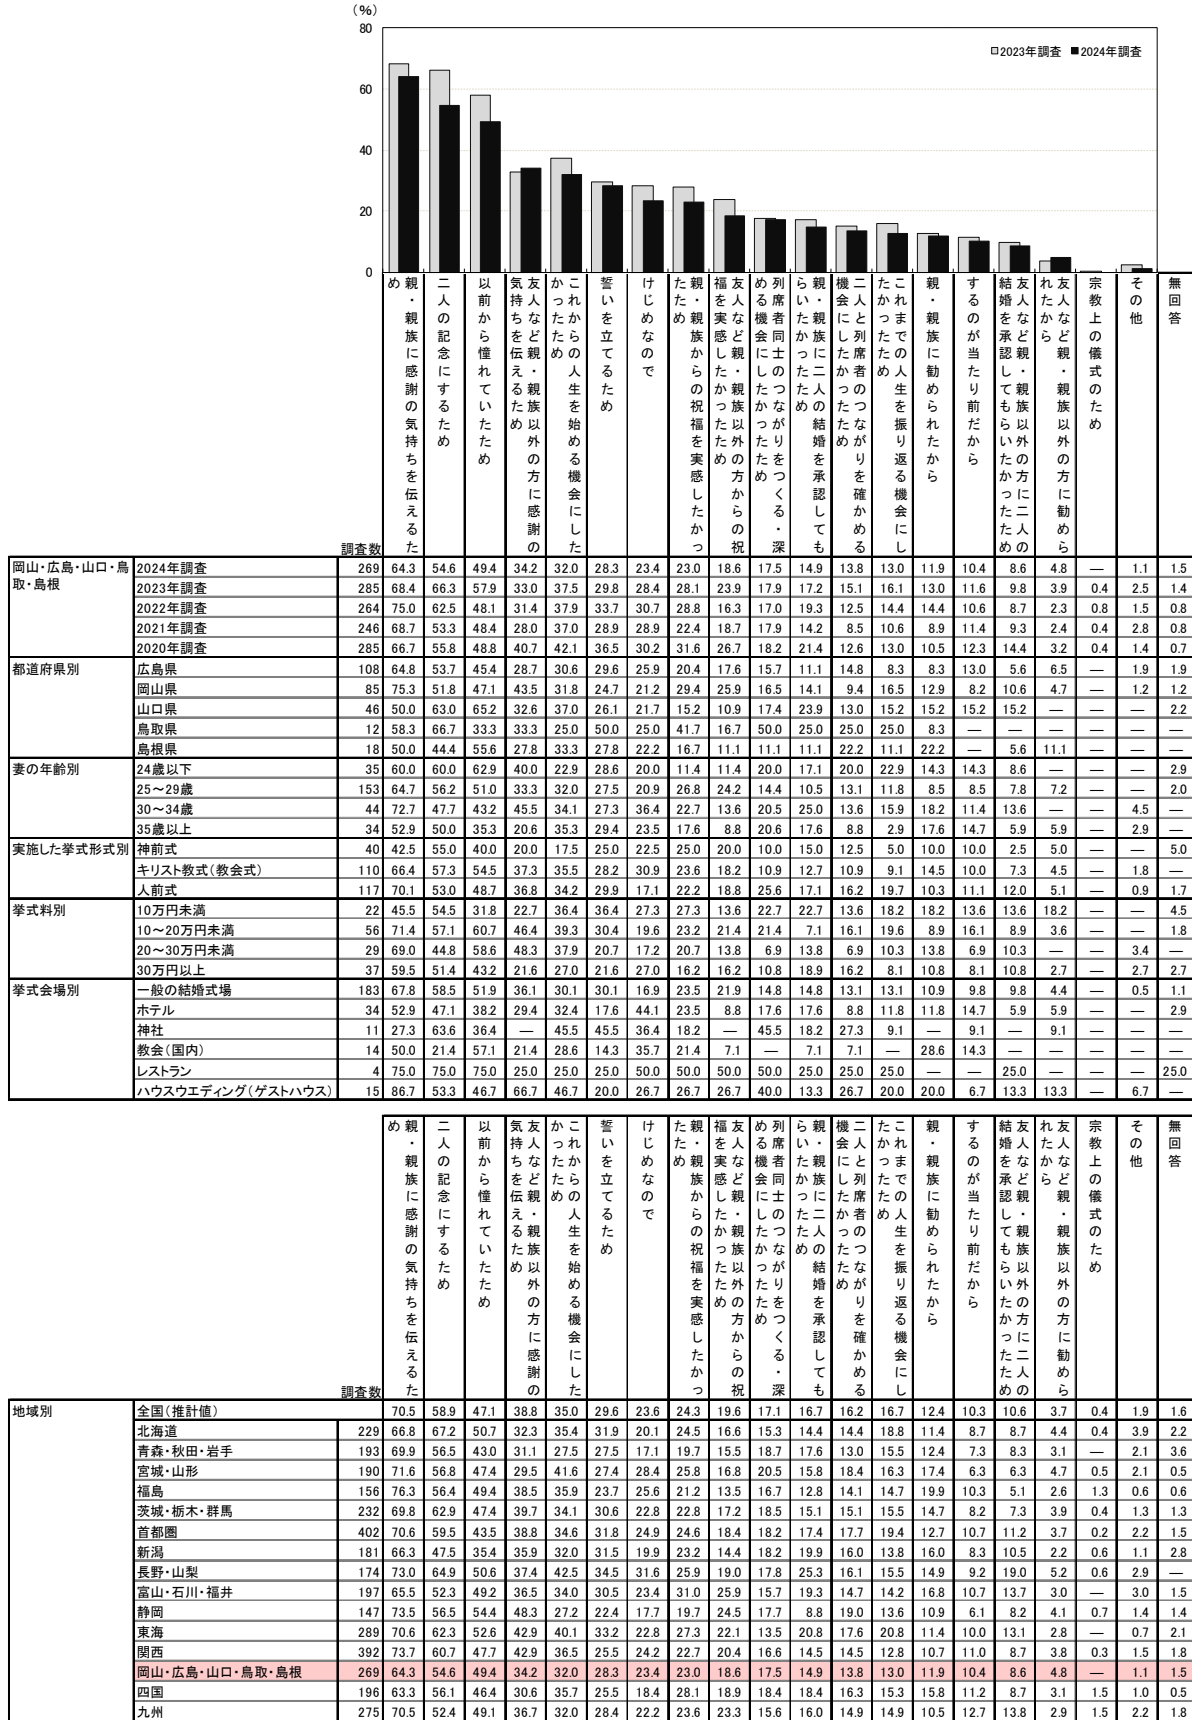 (%)
80
60
40
20
0
□2023年調査 ■2024年調査
調査数
親・親族に感謝の気持ちを伝えるため
二人の記念にするため
以前から憧れていたため
友人など親・親族以外の方に感謝の気持ちを伝えるため
これからの人生を始める機会にしたかったため
誓いを立てるため
けじめなので
親・親族からの祝福を実感したかったため
友人など親・親族以外の方からの祝福を実感したかったため
列席者同士のつながりをつくる・深める機会にしたかったため
親・親族に二人の結婚を承認してもらいたかったため
二人と列席者のつながりを確かめる機会にしたかったため
これまでの人生を振り返る機会にしたかったため
親・親族に勧められたから
するのが当たり前だから
友人など親・親族以外の方に二人の結婚を承認してもらいたかったため
友人など親・親族以外の方に勧められたから
宗教上の儀式のため
その他
無回答
岡山・広島・山口・鳥取・島根
2024年調査 269 64.3 54.6 49.4 34.2 32.0 28.3 23.4 23.0 18.6 17.5 14.9 13.8 13.0 11.9 10.4 8.6 4.8 — 1.1 1.5
2023年調査 285 68.4 66.3 57.9 33.0 37.5 29.8 28.4 28.1 23.9 17.9 17.2 15.1 16.1 13.0 11.6 9.8 3.9 0.4 2.5 1.4
2022年調査 264 75.0 62.5 48.1 31.4 37.9 33.7 30.7 28.8 16.3 17.0 19.3 12.5 14.4 14.4 10.6 8.7 2.3 0.8 1.5 0.8
2021年調査 246 68.7 53.3 48.4 28.0 37.0 28.9 28.9 22.4 18.7 17.9 14.2 8.5 10.6 8.9 11.4 9.3 2.4 0.4 2.8 0.8
2020年調査 285 66.7 55.8 48.8 40.7 42.1 36.5 30.2 31.6 26.7 18.2 21.4 12.6 13.0 10.5 12.3 14.4 3.2 0.4 1.4 0.7
都道府県別
広島県 108 64.8 53.7 45.4 28.7 30.6 29.6 25.9 20.4 17.6 15.7 11.1 14.8 8.3 8.3 13.0 5.6 6.5 — 1.9 1.9
岡山県 85 75.3 51.8 47.1 43.5 31.8 24.7 21.2 29.4 25.9 16.5 14.1 9.4 16.5 12.9 8.2 10.6 4.7 — 1.2 1.2
山口県 46 50.0 63.0 65.2 32.6 37.0 26.1 21.7 15.2 10.9 17.4 23.9 13.0 15.2 15.2 15.2 15.2 — — — 2.2
鳥取県 12 58.3 66.7 33.3 33.3 25.0 50.0 25.0 41.7 16.7 50.0 25.0 25.0 25.0 8.3 — — — — — —
島根県 18 50.0 44.4 55.6 27.8 33.3 27.8 22.2 16.7 11.1 11.1 11.1 22.2 11.1 22.2 — 5.6 11.1 — — —
妻の年齢別
24歳以下 35 60.0 60.0 62.9 40.0 22.9 28.6 20.0 11.4 11.4 20.0 17.1 20.0 22.9 14.3 14.3 8.6 — — — 2.9
25～29歳 153 64.7 56.2 51.0 33.3 32.0 27.5 20.9 26.8 24.2 14.4 10.5 13.1 11.8 8.5 8.5 7.8 7.2 — — 2.0
30～34歳 44 72.7 47.7 43.2 45.5 34.1 27.3 36.4 22.7 13.6 20.5 25.0 13.6 15.9 18.2 11.4 13.6 — — 4.5 —
35歳以上 34 52.9 50.0 35.3 20.6 35.3 29.4 23.5 17.6 8.8 20.6 17.6 8.8 2.9 17.6 14.7 5.9 5.9 — 2.9 —
実施した挙式形式別
神前式 40 42.5 55.0 40.0 20.0 17.5 25.0 22.5 25.0 20.0 10.0 15.0 12.5 5.0 10.0 10.0 2.5 5.0 — — 5.0
キリスト教式(教会式) 110 66.4 57.3 54.5 37.3 35.5 28.2 30.9 23.6 18.2 10.9 12.7 10.9 9.1 14.5 10.0 7.3 4.5 — 1.8 —
人前式 117 70.1 53.0 48.7 36.8 34.2 29.9 17.1 22.2 18.8 25.6 17.1 16.2 19.7 10.3 11.1 12.0 5.1 — 0.9 1.7
挙式料別
10万円未満 22 45.5 54.5 31.8 22.7 36.4 36.4 27.3 27.3 13.6 22.7 22.7 13.6 18.2 18.2 13.6 13.6 18.2 — — 4.5
10～20万円未満 56 71.4 57.1 60.7 46.4 39.3 30.4 19.6 23.2 21.4 21.4 7.1 16.1 19.6 8.9 16.1 8.9 3.6 — — 1.8
20～30万円未満 29 69.0 44.8 58.6 48.3 37.9 20.7 17.2 20.7 13.8 6.9 13.8 6.9 10.3 13.8 6.9 10.3 — — 3.4 —
30万円以上 37 59.5 51.4 43.2 21.6 27.0 21.6 27.0 16.2 16.2 10.8 18.9 16.2 8.1 10.8 8.1 10.8 2.7 — 2.7 2.7
挙式会場別
一般の結婚式場 183 67.8 58.5 51.9 36.1 30.1 30.1 16.9 23.5 21.9 14.8 14.8 13.1 13.1 10.9 9.8 9.8 4.4 — 0.5 1.1
ホテル 34 52.9 47.1 38.2 29.4 32.4 17.6 44.1 23.5 8.8 17.6 17.6 8.8 11.8 11.8 14.7 5.9 5.9 — — 2.9
神社 11 27.3 63.6 36.4 — 45.5 45.5 36.4 18.2 — 45.5 18.2 27.3 9.1 — 9.1 — 9.1 — — —
教会(国内) 14 50.0 21.4 57.1 21.4 28.6 14.3 35.7 21.4 7.1 — 7.1 7.1 — 28.6 14.3 — — — — —
レストラン 4 75.0 75.0 75.0 25.0 25.0 25.0 50.0 50.0 50.0 50.0 25.0 25.0 25.0 — — 25.0 — — — 25.0
ハウスウエディング(ゲストハウス) 15 86.7 53.3 46.7 66.7 46.7 20.0 26.7 26.7 26.7 40.0 13.3 26.7 20.0 20.0 6.7 13.3 13.3 — 6.7 —
調査数
親・親族に感謝の気持ちを伝えるため
二人の記念にするため
以前から憧れていたため
友人など親・親族以外の方に感謝の気持ちを伝えるため
これからの人生を始める機会にしたかったため
誓いを立てるため
けじめなので
親・親族からの祝福を実感したかったため
友人など親・親族以外の方からの祝福を実感したかったため
列席者同士のつながりをつくる・深める機会にしたかったため
親・親族に二人の結婚を承認してもらいたかったため
二人と列席者のつながりを確かめる機会にしたかったため
これまでの人生を振り返る機会にしたかったため
親・親族に勧められたから
するのが当たり前だから
友人など親・親族以外の方に二人の結婚を承認してもらいたかったため
友人など親・親族以外の方に勧められたから
宗教上の儀式のため
その他
無回答
地域別
全国(推計値) 70.5 58.9 47.1 38.8 35.0 29.6 23.6 24.3 19.6 17.1 16.7 16.2 16.7 12.4 10.3 10.6 3.7 0.4 1.9 1.6
北海道 229 66.8 67.2 50.7 32.3 35.4 31.9 20.1 24.5 16.6 15.3 14.4 14.4 18.8 11.4 8.7 8.7 4.4 0.4 3.9 2.2
青森・秋田・岩手 193 69.9 56.5 43.0 31.1 27.5 27.5 17.1 19.7 15.5 18.7 17.6 13.0 15.5 12.4 7.3 8.3 3.1 — 2.1 3.6
宮城・山形 190 71.6 56.8 47.4 29.5 41.6 27.4 28.4 25.8 16.8 20.5 15.8 18.4 16.3 17.4 6.3 6.3 4.7 0.5 2.1 0.5
福島 156 76.3 56.4 49.4 38.5 35.9 23.7 25.6 21.2 13.5 16.7 12.8 14.1 14.7 19.9 10.3 5.1 2.6 1.3 0.6 0.6
茨城・栃木・群馬 232 69.8 62.9 47.4 39.7 34.1 30.6 22.8 22.8 17.2 18.5 15.1 15.1 15.5 14.7 8.2 7.3 3.9 0.4 1.3 1.3
首都圏 402 70.6 59.5 43.5 38.8 34.6 31.8 24.9 24.6 18.4 18.2 17.4 17.7 19.4 12.7 10.7 11.2 3.7 0.2 2.2 1.5
新潟 181 66.3 47.5 35.4 35.9 32.0 31.5 19.9 23.2 14.4 18.2 19.9 16.0 13.8 16.0 8.3 10.5 2.2 0.6 1.1 2.8
長野・山梨 174 73.0 64.9 50.6 37.4 42.5 34.5 31.6 25.9 19.0 17.8 25.3 16.1 15.5 14.9 9.2 19.0 5.2 0.6 2.9 —
富山・石川・福井 197 65.5 52.3 49.2 36.5 34.0 30.5 23.4 31.0 25.9 15.7 19.3 14.7 14.2 16.8 10.7 13.7 3.0 — 3.0 1.5
静岡 147 73.5 56.5 54.4 48.3 27.2 22.4 17.7 19.7 24.5 17.7 8.8 19.0 13.6 10.9 6.1 8.2 4.1 0.7 1.4 1.4
東海 289 70.6 62.3 52.6 42.9 40.1 33.2 22.8 27.3 22.1 13.5 20.8 17.6 20.8 11.4 10.0 13.1 2.8 — 0.7 2.1
関西 392 73.7 60.7 47.7 42.9 36.5 25.5 24.2 22.7 20.4 16.6 14.5 14.5 12.8 10.7 11.0 8.7 3.8 0.3 1.5 1.8
岡山・広島・山口・鳥取・島根 269 64.3 54.6 49.4 34.2 32.0 28.3 23.4 23.0 18.6 17.5 14.9 13.8 13.0 11.9 10.4 8.6 4.8 — 1.1 1.5
四国 196 63.3 56.1 46.4 30.6 35.7 25.5 18.4 28.1 18.9 18.4 18.4 16.3 15.3 15.8 11.2 8.7 3.1 1.5 1.0 0.5
九州 275 70.5 52.4 49.1 36.7 32.0 28.4 22.2 23.6 23.3 15.6 16.0 14.9 14.9 10.5 12.7 13.8 2.9 1.5 2.2 1.8